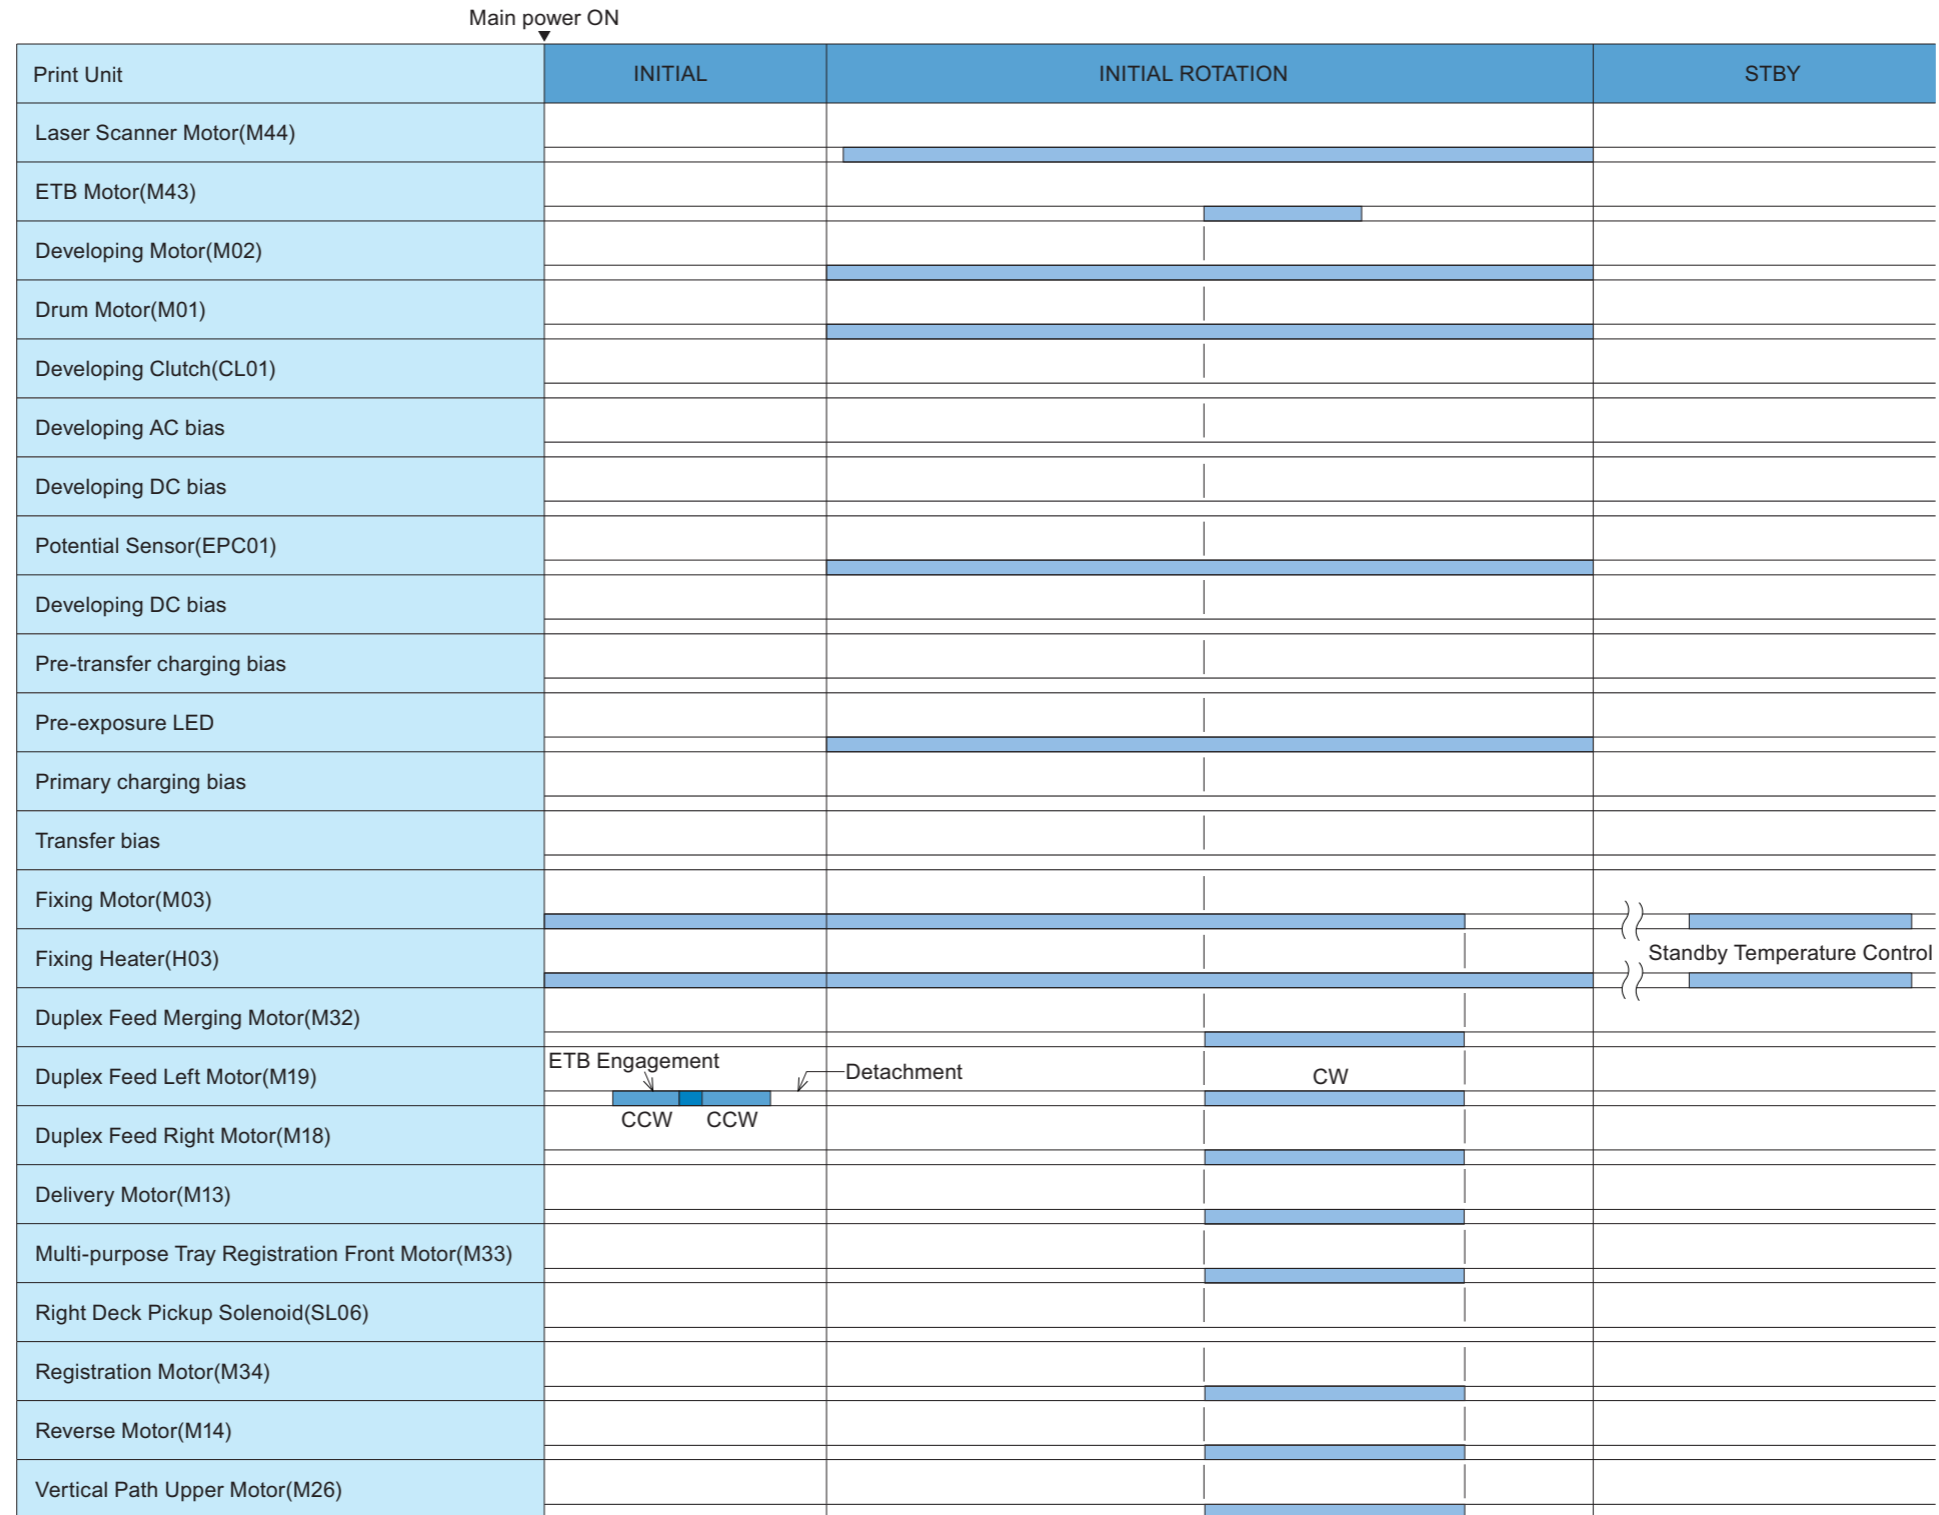 Main power ON
Print Unit
INITIAL
INITIAL ROTATION
STBY
Laser Scanner Motor(M44)
ETB Motor(M43)
Developing Motor(M02)
Drum Motor(M01)
Developing Clutch(CL01)
Developing AC bias
Developing DC bias
Potential Sensor(EPC01)
Developing DC bias
Pre-transfer charging bias
Pre-exposure LED
Primary charging bias
Transfer bias
Fixing Motor(M03)
Fixing Heater(H03)
Standby Temperature Control
Duplex Feed Merging Motor(M32)
Duplex Feed Left Motor(M19)
ETB Engagement
Detachment
CW
CCW
CCW
Duplex Feed Right Motor(M18)
Delivery Motor(M13)
Multi-purpose Tray Registration Front Motor(M33)
Right Deck Pickup Solenoid(SL06)
Registration Motor(M34)
Reverse Motor(M14)
Vertical Path Upper Motor(M26)